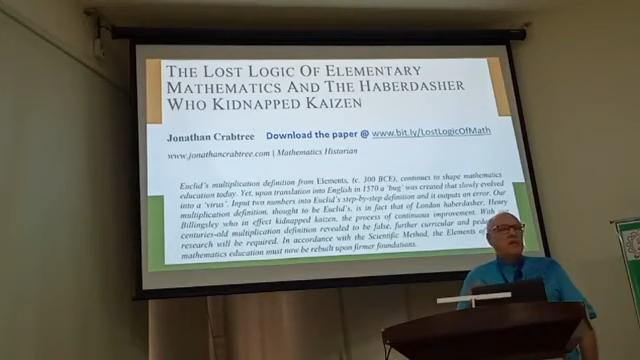 THE LOST LOGIC OF ELEMENTARY
MATHEMATICS AND THE HABERDASHER
WHO KIDNAPPED KAIZEN
Jonathan Crabtree Download the paper @ www.bit.ly/LostLogicOfMath
www.jonathancrabtree.com | Mathematics Historian
Euclid's multiplication definition from Elements, (c. 300 BCE), continues to shape mathematics
education today. Yet, upon translation into English in 1570 a 'bug' was created that slowly evolved
into a 'virus'. Input two numbers into Euclid's step-by-step definition and it outputs an error. Our
multiplication definition, thought to be Euclid's, is in fact that of London haberdasher, Henry
Billingsley who in effect kidnapped kaizen, the process of continuous improvement. With
centuries-old multiplication definition revealed to be false, further curricular and
research will be required. In accordance with the Scientific Method, the Elements of
mathematics education must now be rebuilt upon firmer foundations.